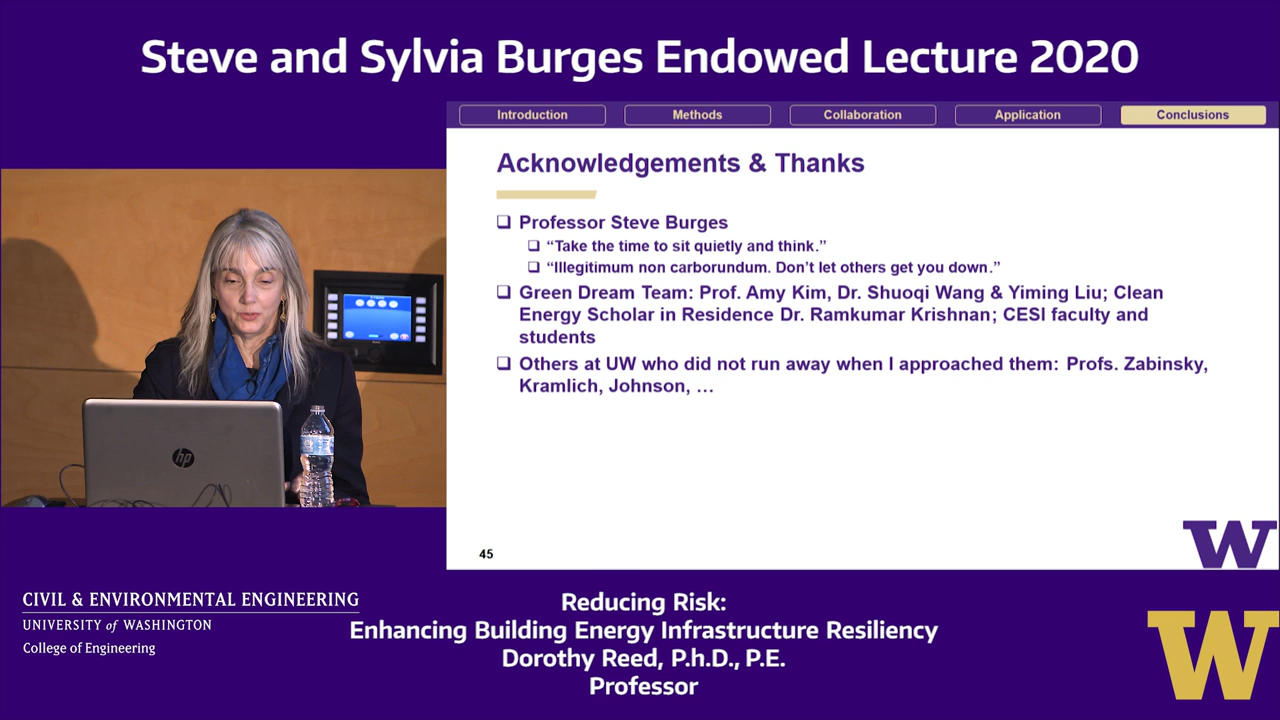 Steve and Sylvia Burges Endowed Lecture 2020
Introduction
Methods
Collaboration
Application
Conclusions
Acknowledgements & Thanks
❑ Professor Steve Burges
❑ “Take the time to sit quietly and think.”
❑ “Illegitimum non carborundum. Don’t let others get you down.”
❑ Green Dream Team: Prof. Amy Kim, Dr. Shuoqi Wang & Yiming Liu; Clean
Energy Scholar in Residence Dr. Ramkumar Krishnan; CESI faculty and
students
❑ Others at UW who did not run away when I approached them: Profs. Zabinsky,
Kramlich, Johnson, …
45
W
hp
CIVIL & ENVIRONMENTAL ENGINEERING
UNIVERSITY of WASHINGTON
College of Engineering
Reducing Risk:
Enhancing Building Energy Infrastructure Resiliency
Dorothy Reed, P.h.D., P.E.
Professor
W